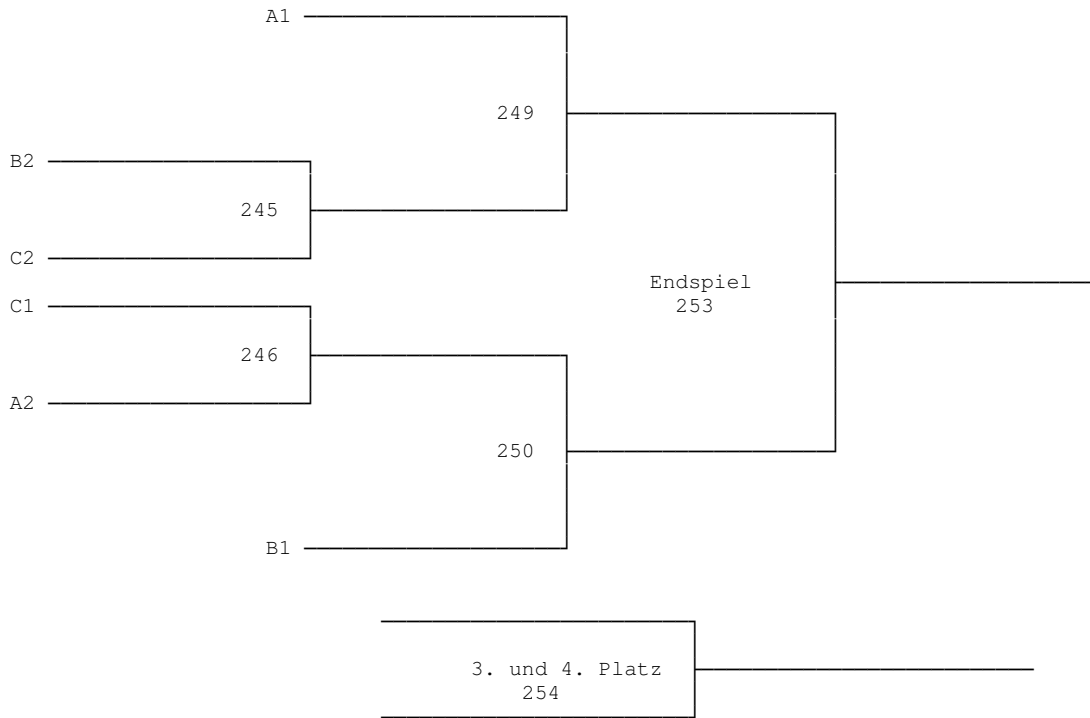 A1
249
B2
245
C2
Endspiel
253
C1
246
A2
250
B1
3. und 4. Platz
254